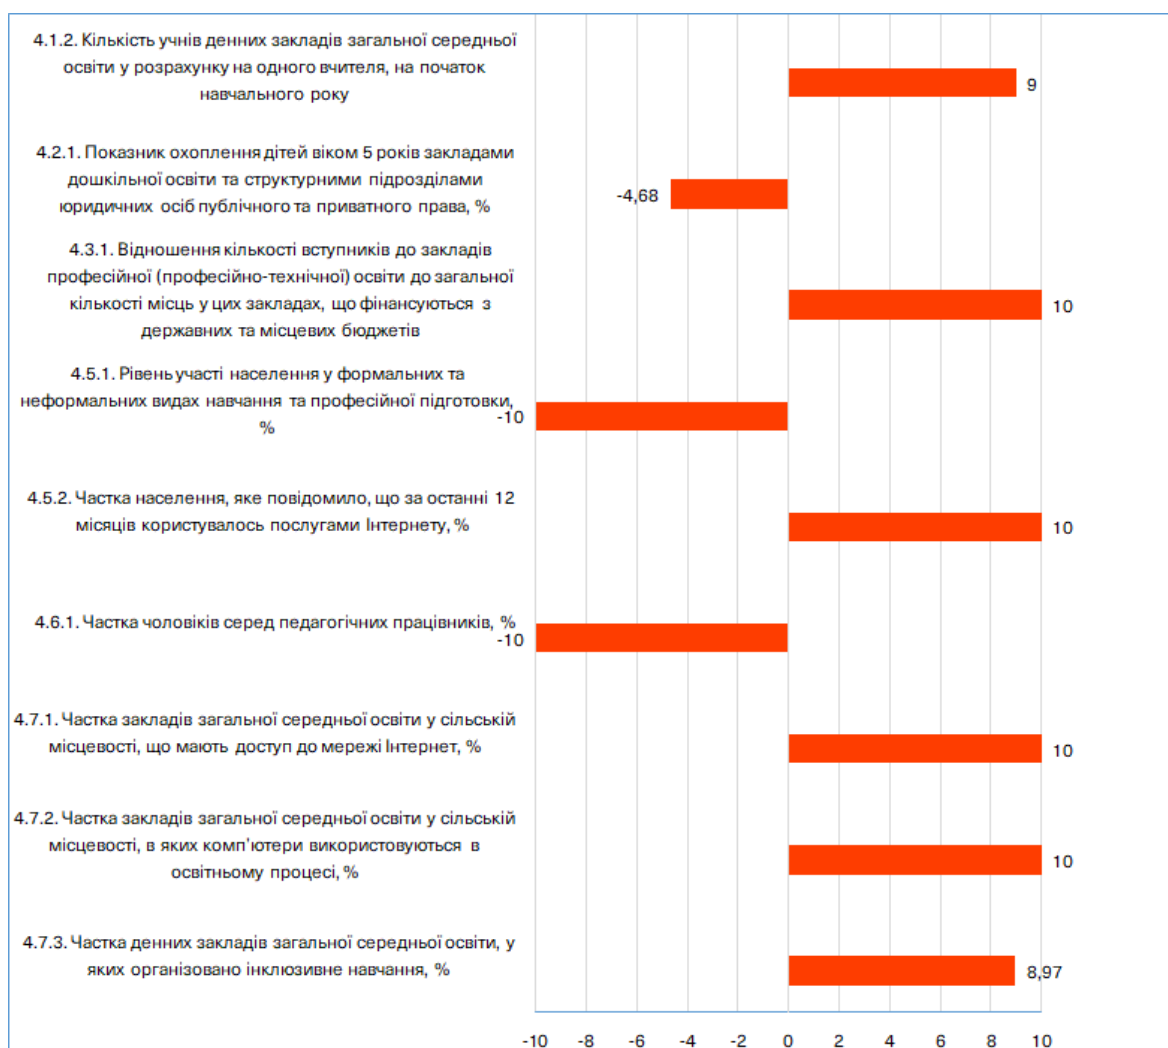 4.1.2. Кількість учнів денних закладів загальної середньої
освіти у розрахунку на одного вчителя, на початок
навчального року
9
4.2.1. Показник охоплення дітей віком 5 років закладами
дошкільної освіти та структурними підрозділами
юридичних осіб публічного та приватного права, %
-4,68
4.3.1. Відношення кількості вступників до закладів
професійної (професійно-технічної) освіти до загальної
кількості місць у цих закладах, що фінансуються з
державних та місцевих бюджетів
10
4.5.1. Рівень участі населення у формальних та
неформальних видах навчання та професійної підготовки,
%
-10
4.5.2. Частка населення, яке повідомило, що за останні 12
місяців користувалось послугами Інтернету, %
10
4.6.1. Частка чоловіків серед педагогічних працівників, %
-10
4.7.1. Частка закладів загальної середньої освіти у сільській
місцевості, що мають доступ до мережі Інтернет, %
10
4.7.2. Частка закладів загальної середньої освіти у сільській
місцевості, в яких комп'ютери використовуються в
освітньому процесі, %
10
4.7.3. Частка денних закладів загальної середньої освіти, у
яких організовано інклюзивне навчання, %
8,97
-10 -8 -6 -4 -2 0 2 4 6 8 10